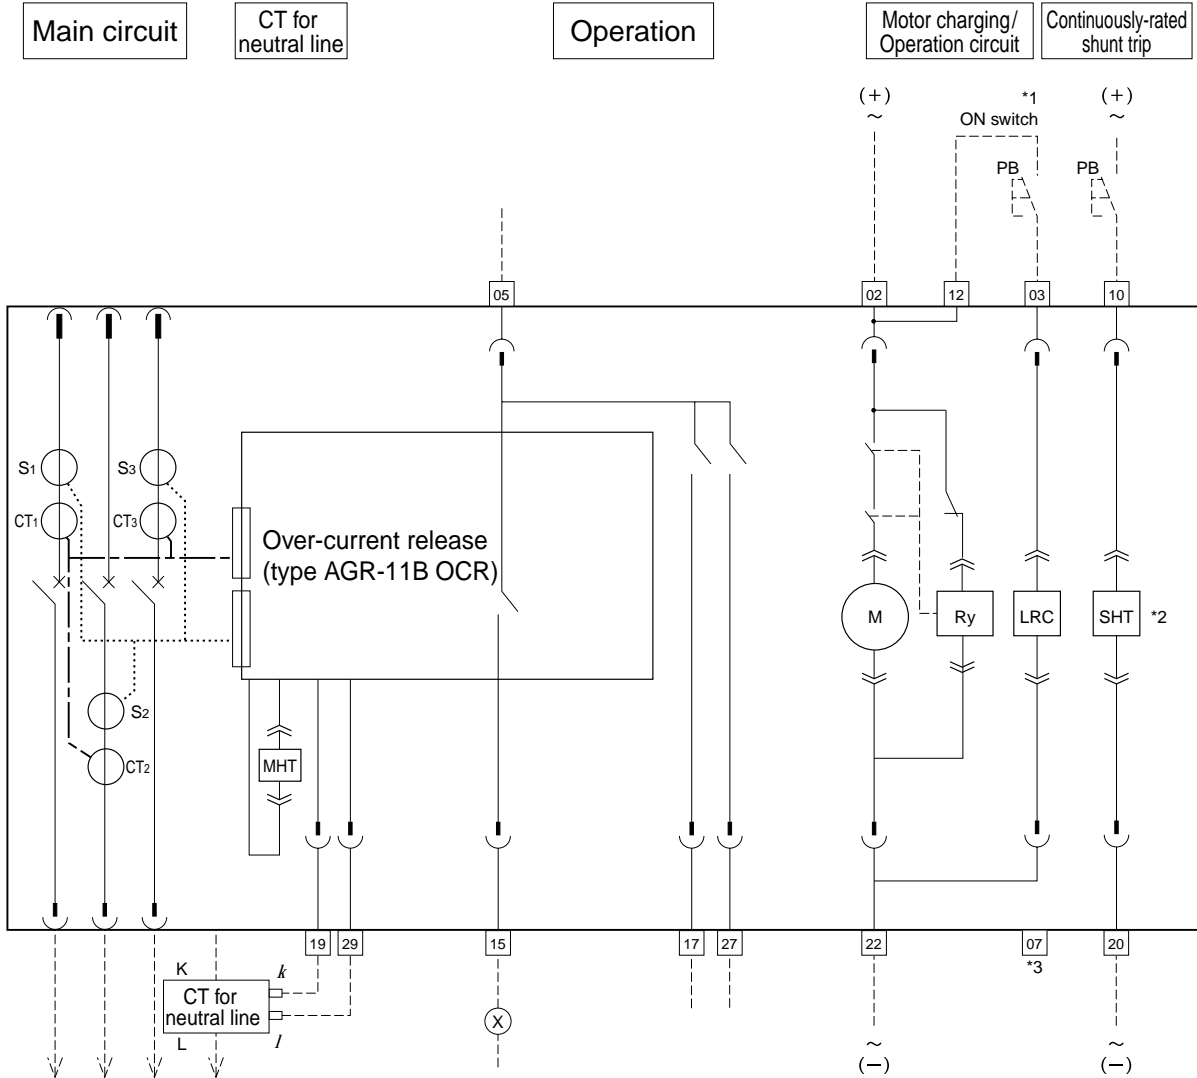 Main circuit
CT for
neutral line
Operation
Motor charging/
Operation circuit
Continuously-rated
shunt trip
(+)
~
*1
ON switch
(+)
~
PB
PB
05
02
12
03
10
S1
S3
CT1
CT3
Over-current release
(type AGR-11B OCR)
M
Ry
LRC
SHT
*2
S2
CT2
MHT
19
29
15
17
27
22
07
20
*3
K
k
CT for
neutral line
L
l
X
~
(−)
~
(−)